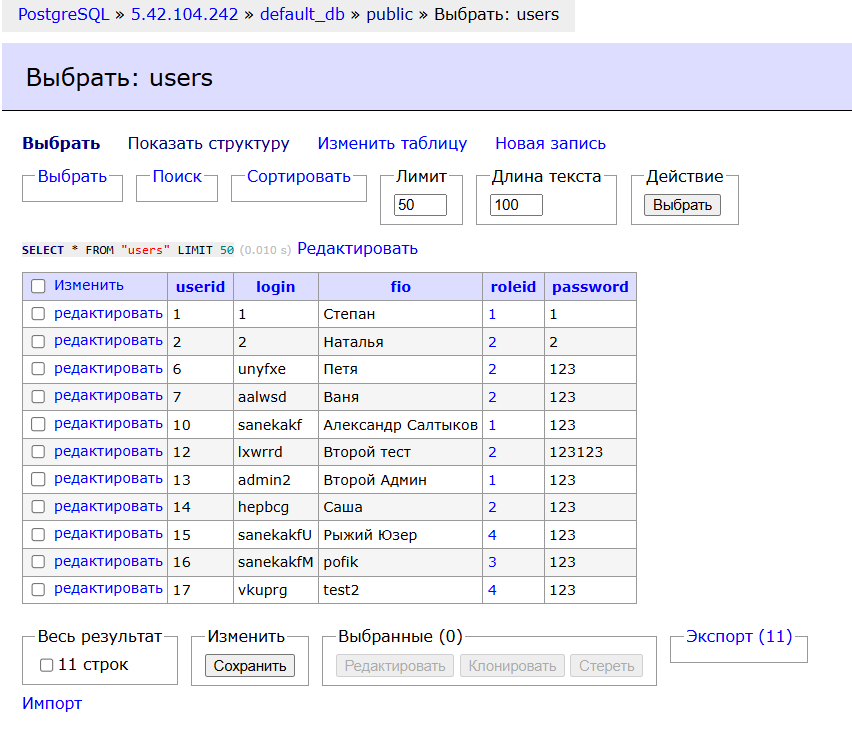 PostgreSQL » 5.42.104.242 » default_db » public » Выбрать: users
Выбрать: users
Выбрать Показать структуру Изменить таблицу Новая запись
Выбрать Поиск Сортировать Лимит Длина текста Действие
50 100 Выбрать
SELECT * FROM "users" LIMIT 50 (0.010 s) Редактировать
Изменить userid login fio roleid password
редактировать 1 1 Степан 1 1
редактировать 2 2 Наталья 2 2
редактировать 6 unyfxe Петя 2 123
редактировать 7 aalwsd Ваня 2 123
редактировать 10 sanekakf Александр Салтыков 1 123
редактировать 12 lxwrrd Второй тест 2 123123
редактировать 13 admin2 Второй Админ 1 123
редактировать 14 hepbcg Саша 2 123
редактировать 15 sanekakfU Рыжий Юзер 4 123
редактировать 16 sanekakfM pofik 3 123
редактировать 17 vkuprg test2 4 123
Весь результат Изменить Выбранные (0) Экспорт (11)
11 строк Сохранить Редактировать Клонировать Стереть
Импорт